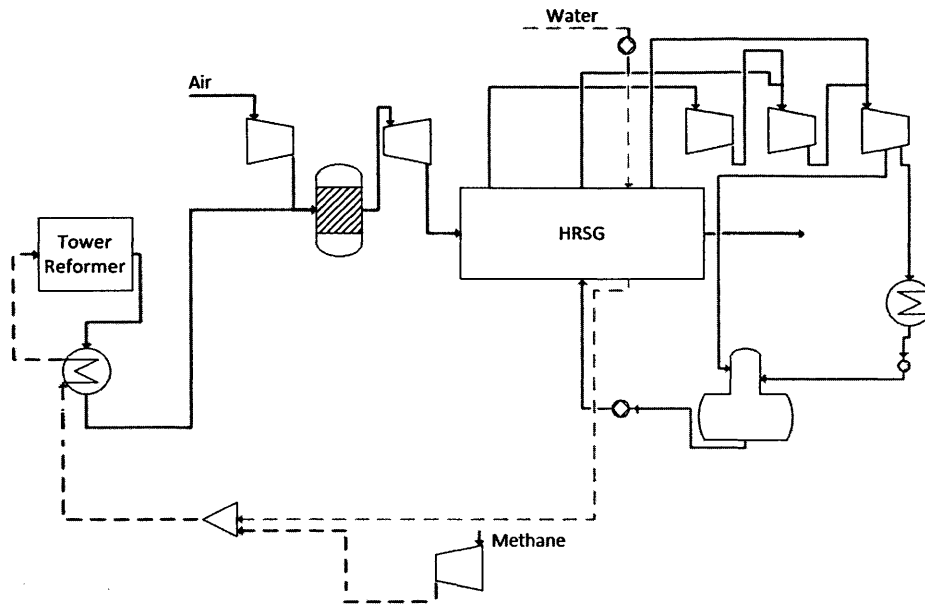 Water
Air
Tower
Reformer
HRSG
Methane